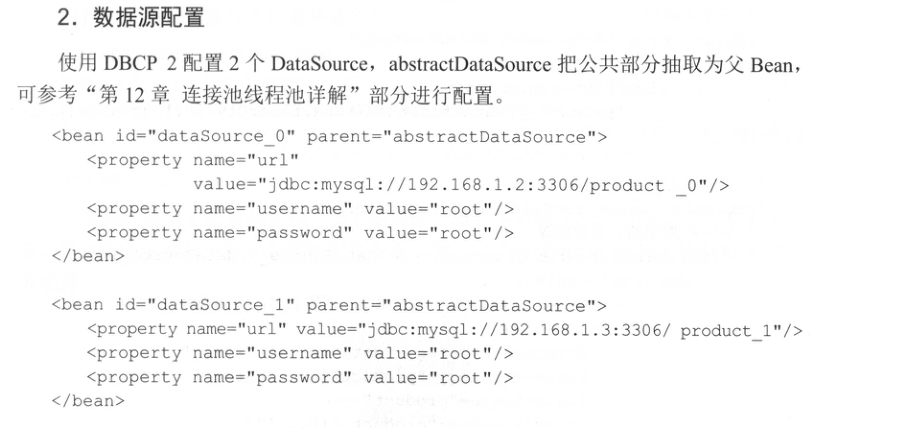 2．数据源配置
使用 DBCP 2 配置 2 个 DataSource，abstractDataSource 把公共部分抽取为父 Bean，
可参考“第 12 章 连接池线程池详解”部分进行配置。
<bean id="dataSource_0" parent="abstractDataSource">
<property name="url"
value="jdbc:mysql://192.168.1.2:3306/product _0"/>
<property name="username" value="root"/>
<property name="password" value="root"/>
</bean>
<bean id="dataSource_1" parent="abstractDataSource">
<property name="url" value="jdbc:mysql://192.168.1.3:3306/ product_1"/>
<property name="username" value="root"/>
<property name="password" value="root"/>
</bean>